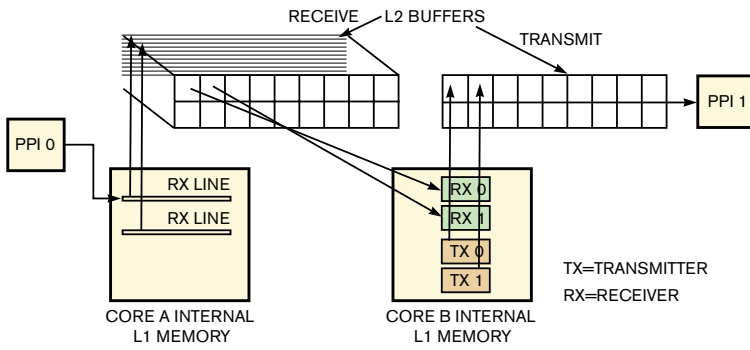 RECEIVE
L2 BUFFERS
TRANSMIT
PPI 0
PPI 1
RX LINE
RX LINE
RX 0
RX 1
TX 0
TX 1
TX=TRANSMITTER
RX=RECEIVER
CORE A INTERNAL
L1 MEMORY
CORE B INTERNAL
L1 MEMORY